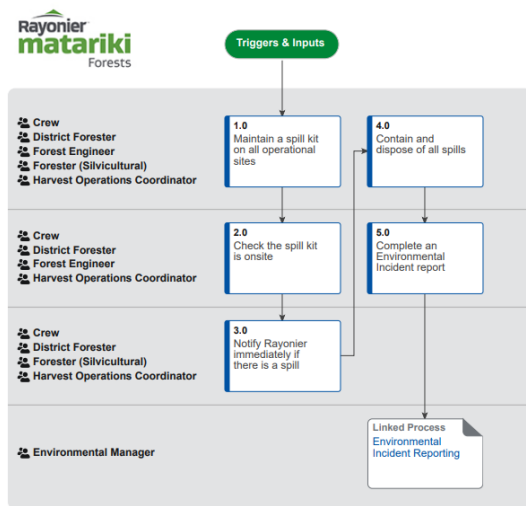 Rayonier
matariki
Forests
Triggers & Inputs
Crew
District Forester
Forest Engineer
Forester (Silvicultural)
Harvest Operations Coordinator
1.0
Maintain a spill kit
on all operational
sites
4.0
Contain and
dispose of all spills
Crew
District Forester
Forest Engineer
Harvest Operations Coordinator
2.0
Check the spill kit
is onsite
5.0
Complete an
Environmental
Incident report
Crew
District Forester
Forester (Silvicultural)
Harvest Operations Coordinator
3.0
Notify Rayonier
immediately if
there is a spill
Environmental Manager
Linked Process
Environmental
Incident Reporting